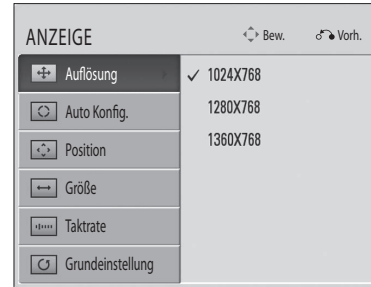 ANZEIGE
Bew.
Vorh.
Auflösung
✓ 1024X768
1280X768
1360X768
Auto Konfig.
Position
Größe
Taktrate
Grundeinstellung